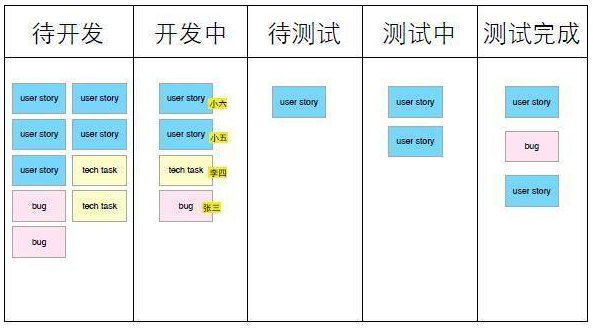 待开发
开发中
待测试
测试中
测试完成
user story
user story
user story
user story
user story
tech task
bug
tech task
bug
user story
小六
user story
小五
tech task
李四
bug
张三
user story
user story
user story
user story
bug
user story